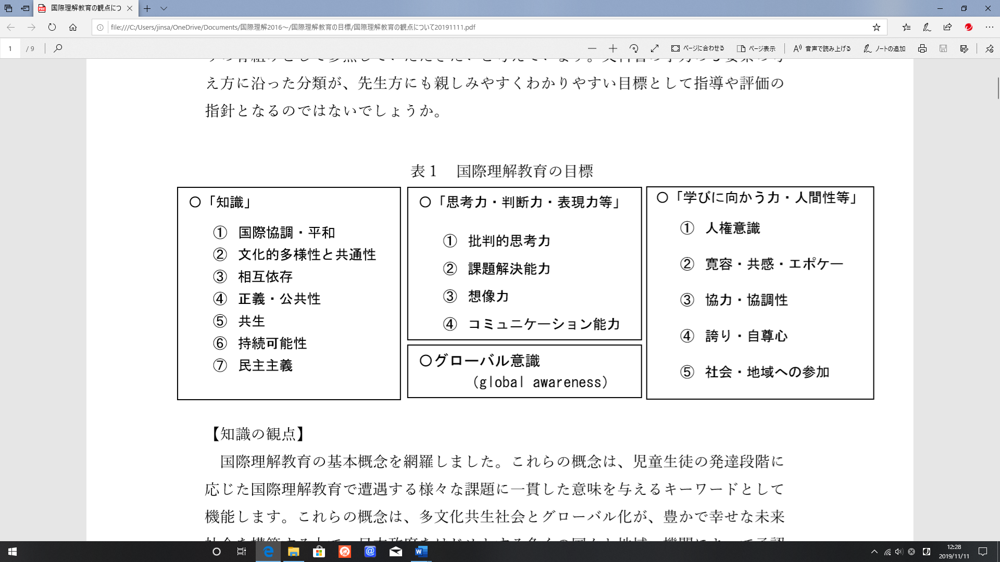 国際理解教育の観点につ
file:///C:/Users/jinsa/OneDrive/Documents/国際理解2016～/国際理解教育の目標/国際理解教育の観点について20191111.pdf
1 / 9
ページに合わせる
ページ表示
音声で読み上げる
ノートの追加
え方に沿った分類が、先生方にも親しみやすくわかりやすい目標として指導や評価の
指針となるのではないでしょうか。
表１　国際理解教育の目標
〇「知識」
① 国際協調・平和
② 文化的多様性と共通性
③ 相互依存
④ 正義・公共性
⑤ 共生
⑥ 持続可能性
⑦ 民主主義
〇「思考力・判断力・表現力等」
① 批判的思考力
② 課題解決能力
③ 想像力
④ コミュニケーション能力
〇グローバル意識
（global awareness）
〇「学びに向かう力・人間性等」
① 人権意識
② 寛容・共感・エポケー
③ 協力・協調性
④ 誇り・自尊心
⑤ 社会・地域への参加
【知識の観点】
　国際理解教育の基本概念を網羅しました。これらの概念は、児童生徒の発達段階に
応じた国際理解教育で遭遇する様々な課題に一貫した意味を与えるキーワードとして
機能します。これらの概念は、多文化共生社会とグローバル化が、豊かで幸せな未来
12:28
2019/11/11